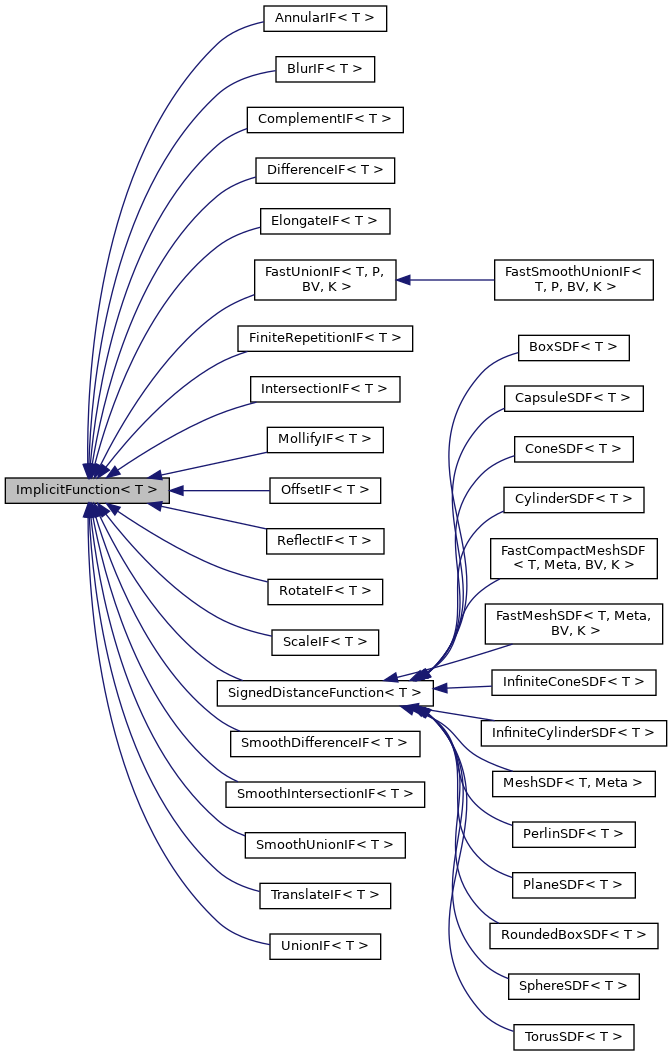 AnnularIF< T >
BlurIF< T >
ComplementIF< T >
DifferenceIF< T >
ElongateIF< T >
FastUnionIF< T, P,
BV, K >
FastSmoothUnionIF<
T, P, BV, K >
FiniteRepetitionIF< T >
IntersectionIF< T >
MollifyIF< T >
ImplicitFunction< T >
OffsetIF< T >
ReflectIF< T >
RotateIF< T >
ScaleIF< T >
SignedDistanceFunction< T >
SmoothDifferenceIF< T >
SmoothIntersectionIF< T >
SmoothUnionIF< T >
TranslateIF< T >
UnionIF< T >
BoxSDF< T >
CapsuleSDF< T >
ConeSDF< T >
CylinderSDF< T >
FastCompactMeshSDF
< T, Meta, BV, K >
FastMeshSDF< T, Meta,
BV, K >
InfiniteConeSDF< T >
InfiniteCylinderSDF< T >
MeshSDF< T, Meta >
PerlinSDF< T >
PlaneSDF< T >
RoundedBoxSDF< T >
SphereSDF< T >
TorusSDF< T >